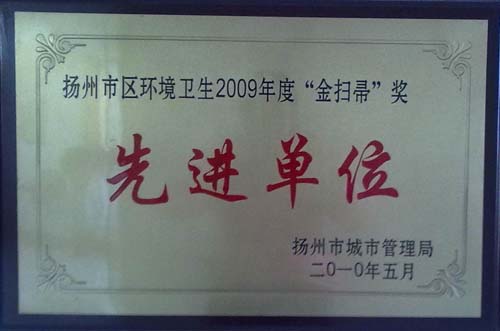 扬州市区环境卫生2009年度“金扫帚”奖
先进单位
扬州市城市管理局
二〇一〇年五月